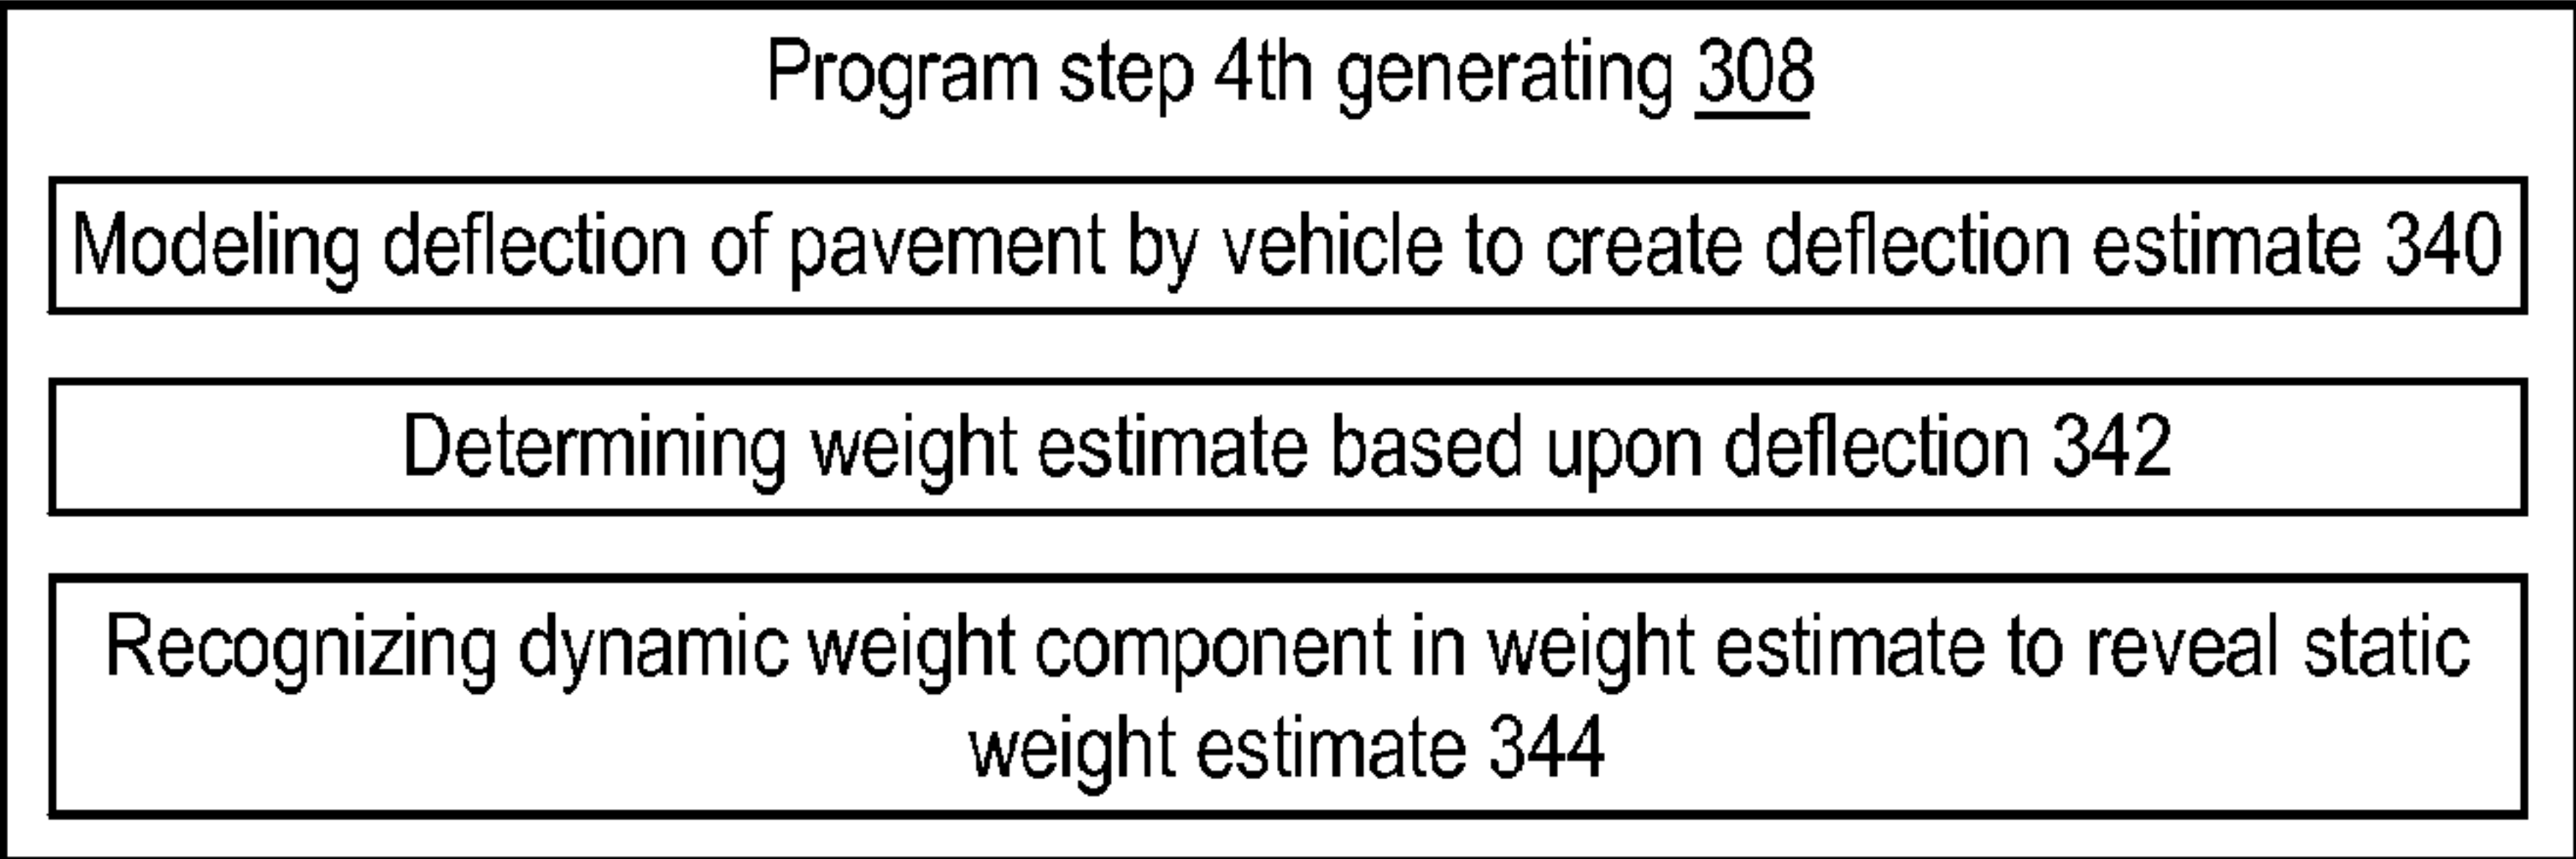 Program step 4th generating 308
Modeling deflection of pavement by vehicle to create deflection estimate 340
Determining weight estimate based upon deflection 342
Recognizing dynamic weight component in weight estimate to reveal static
weight estimate 344